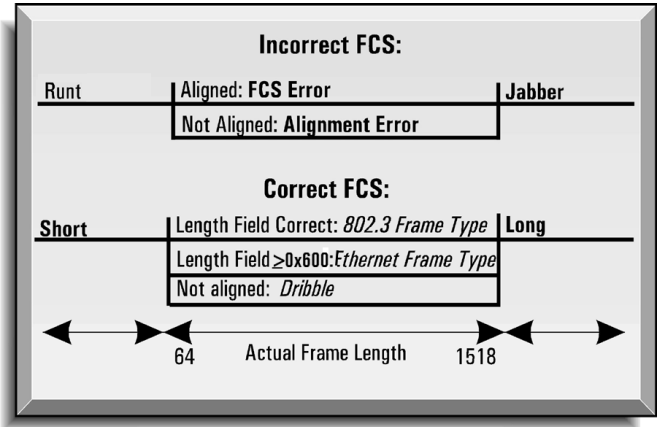 Incorrect FCS:
Runt
Aligned: FCS Error
Jabber
Not Aligned: Alignment Error
Correct FCS:
Short
Length Field Correct: 802.3 Frame Type
Long
Length Field ≥0x600:Ethernet Frame Type
Not aligned: Dribble
64
Actual Frame Length
1518